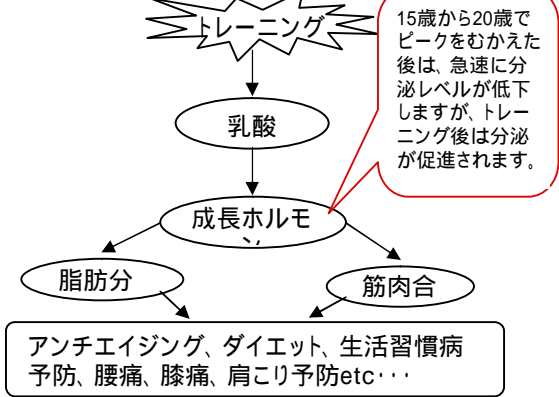 トレーニング
15歳から20歳で
ピークをむかえた
後は、急速に分
泌レベルが低下
しますが、トレー
ニング後は分泌
が促進されます。
乳酸
成長ホルモ
脂肪分
筋肉合
アンチエイジング、ダイエット、生活習慣病
予防、腰痛、膝痛、肩こり予防etc・・・